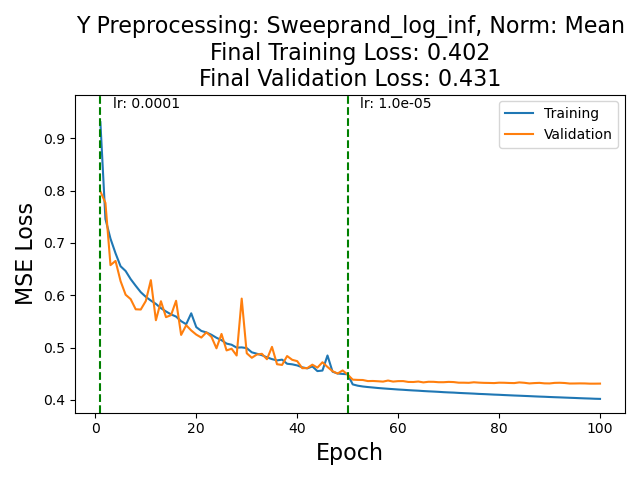 Y Preprocessing: Sweeprand_log_inf, Norm: Mean
Final Training Loss: 0.402
Final Validation Loss: 0.431
lr: 0.0001
lr: 1.0e-05
Training
Validation
0.9
0.8
0.7
0.6
0.5
0.4
MSE Loss
0
20
40
60
80
100
Epoch